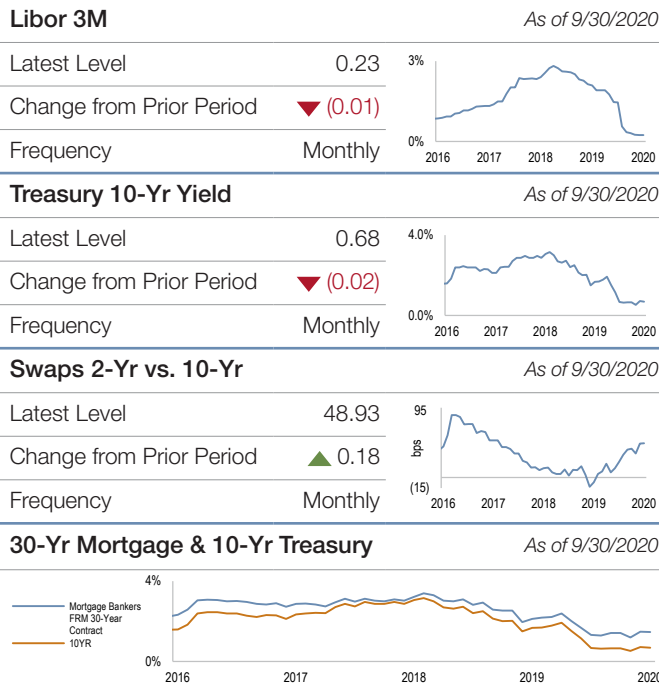 Libor 3M As of 9/30/2020
Latest Level 0.23
Change from Prior Period ▼ (0.01)
Frequency Monthly
3%
0%
2016 2017 2018 2019 2020
Treasury 10-Yr Yield As of 9/30/2020
Latest Level 0.68
Change from Prior Period ▼ (0.02)
Frequency Monthly
4.0%
0.0%
2016 2017 2018 2019 2020
Swaps 2-Yr vs. 10-Yr As of 9/30/2020
Latest Level 48.93
Change from Prior Period ▲ 0.18
Frequency Monthly
95
bps
(15)
2016 2017 2018 2019 2020
30-Yr Mortgage & 10-Yr Treasury As of 9/30/2020
Mortgage Bankers
FRM 30-Year
Contract
10YR
4%
0%
2016 2017 2018 2019 2020